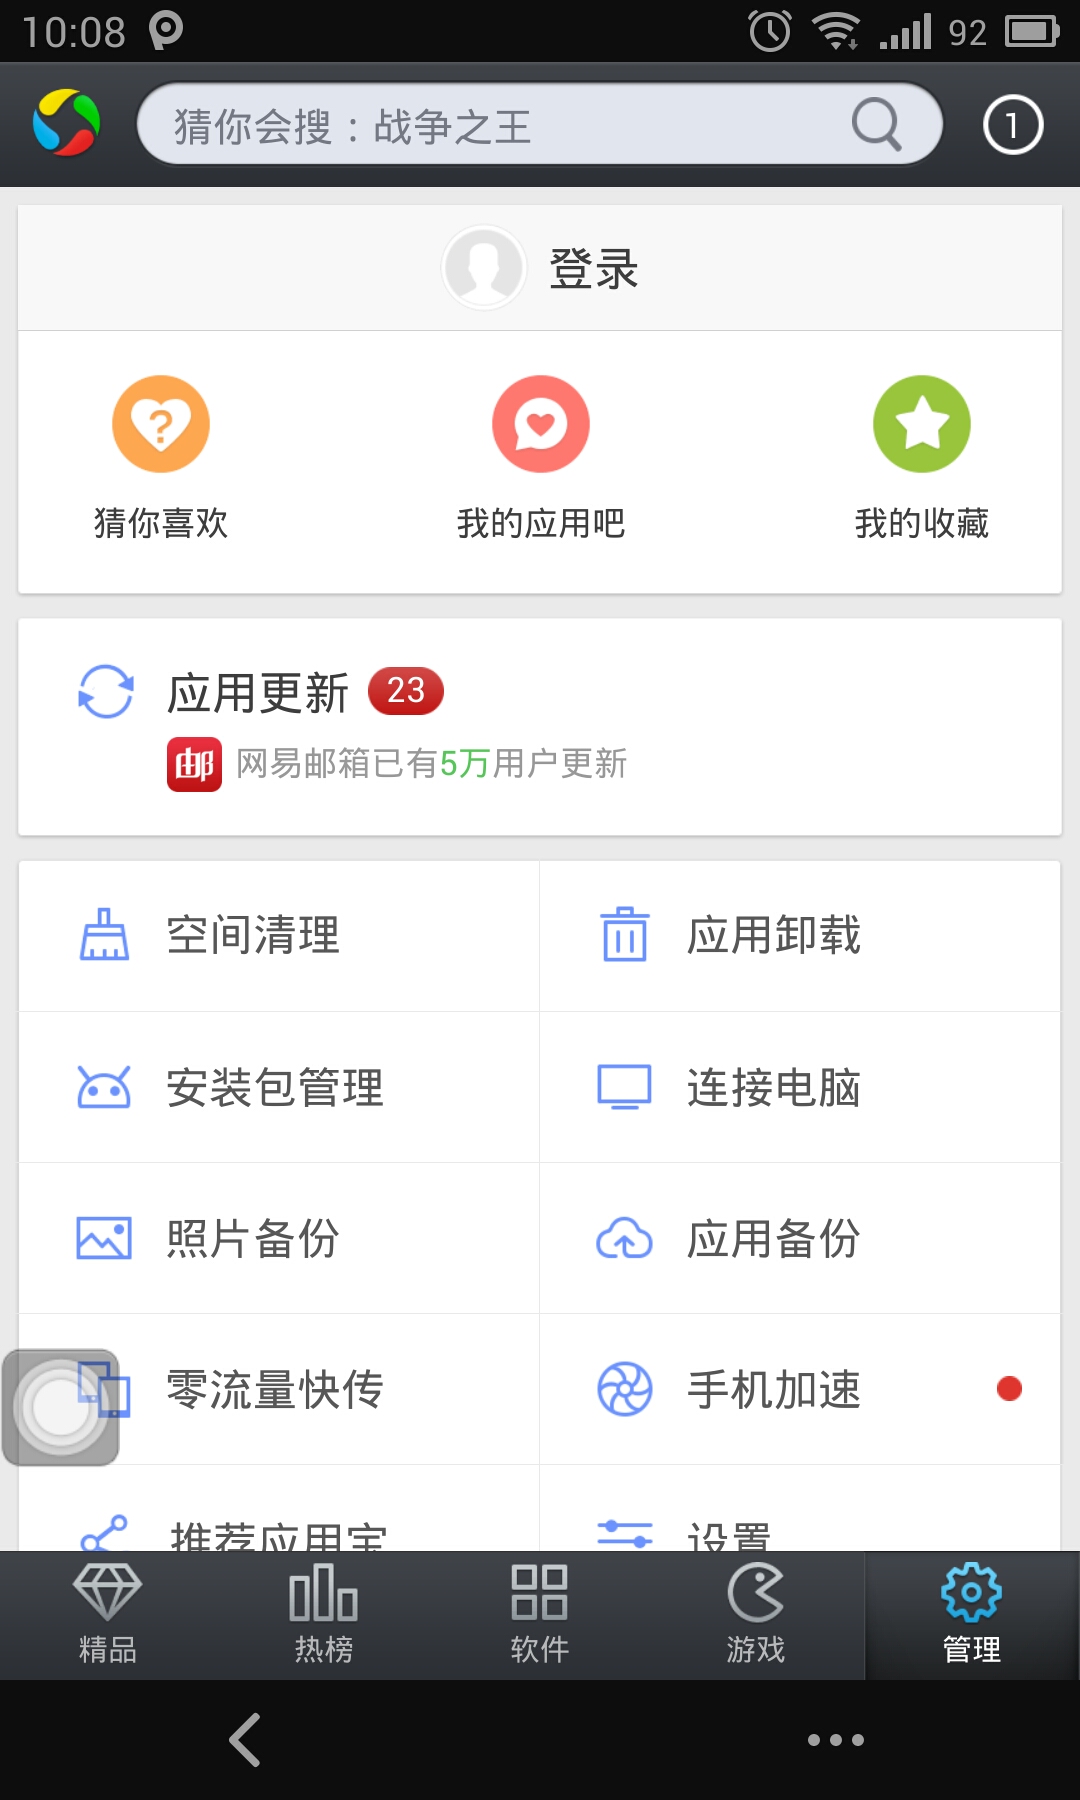 10:08
92
猜你会搜：战争之王
1
登录
猜你喜欢
我的应用吧
我的收藏
应用更新 23
邮 网易邮箱已有5万用户更新
空间清理
应用卸载
安装包管理
连接电脑
照片备份
应用备份
零流量快传
手机加速
推荐应用宝
设置
精品
热榜
软件
游戏
管理